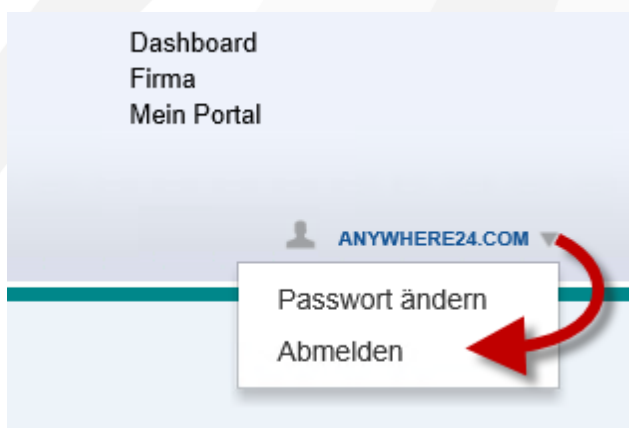 Dashboard
Firma
Mein Portal
ANYWHERE24.COM
Passwort ändern
Abmelden